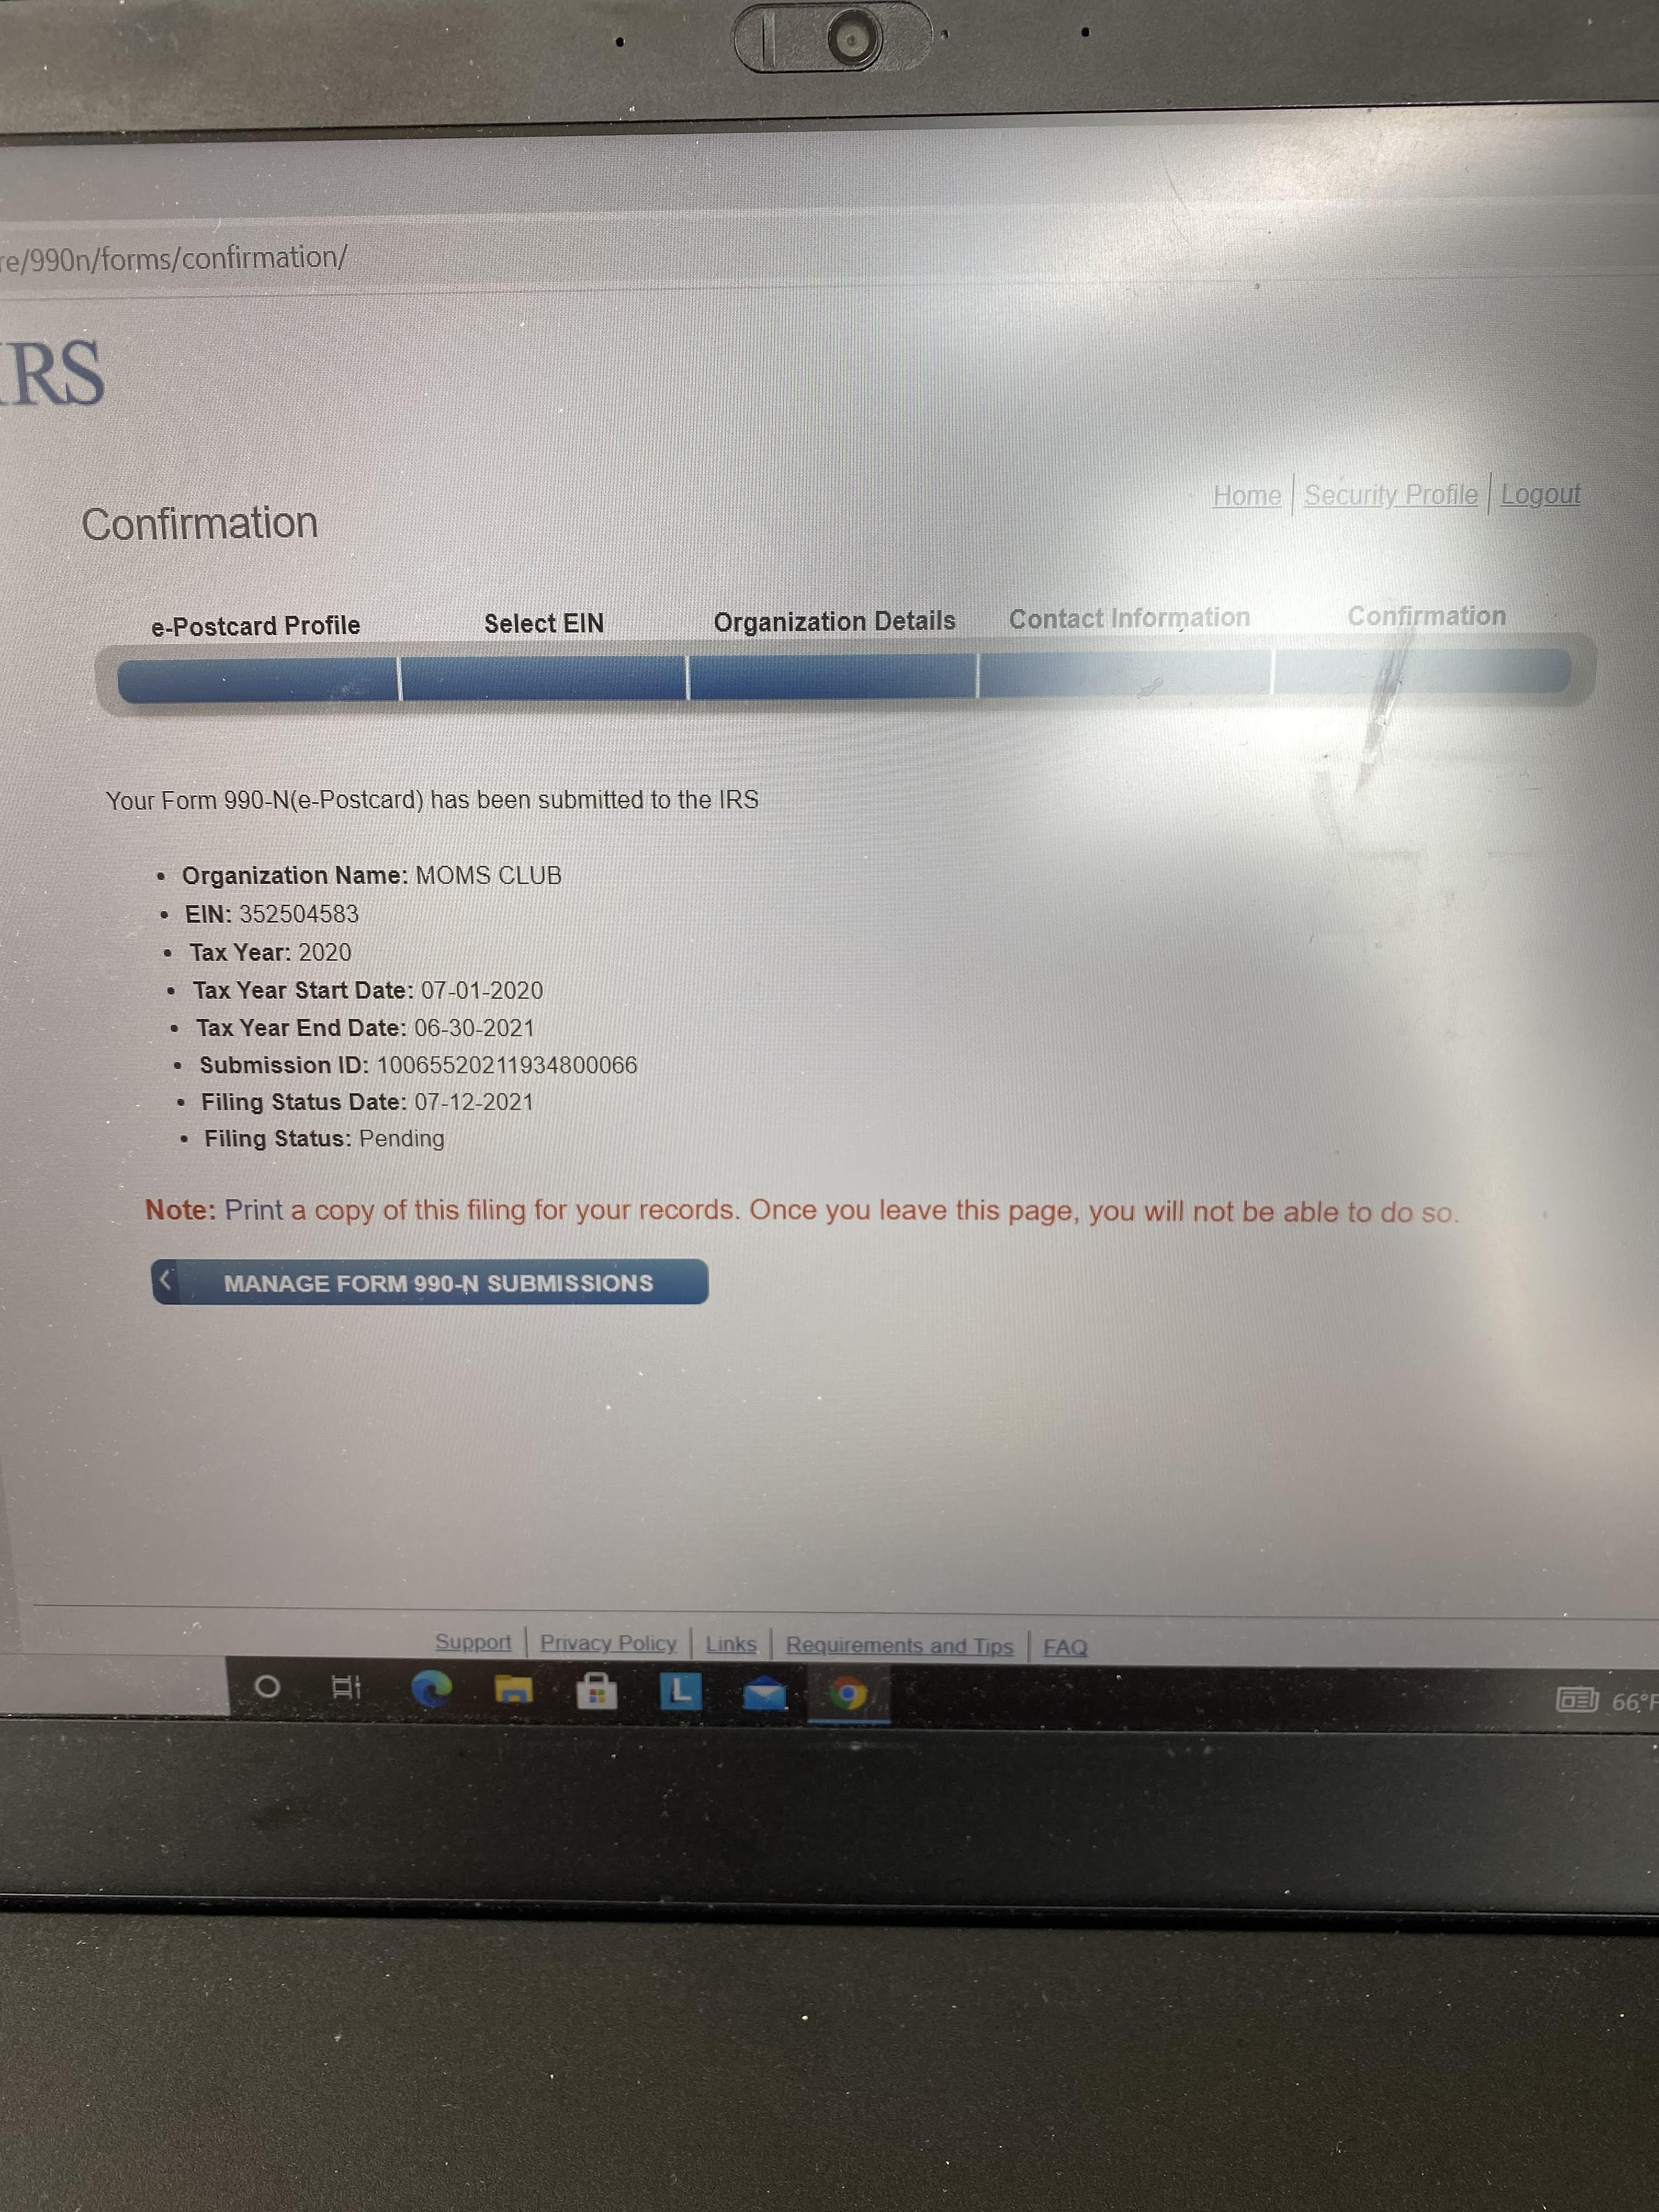 re/990n/forms/confirmation/
IRS
Home | Security Profile | Logout
Confirmation
e-Postcard Profile Select EIN Organization Details Contact Information Confirmation
Your Form 990-N(e-Postcard) has been submitted to the IRS
• Organization Name: MOMS CLUB
• EIN: 352504583
• Tax Year: 2020
• Tax Year Start Date: 07-01-2020
• Tax Year End Date: 06-30-2021
• Submission ID: 10065520211934800066
• Filing Status Date: 07-12-2021
• Filing Status: Pending
Note: Print a copy of this filing for your records. Once you leave this page, you will not be able to do so.
MANAGE FORM 990-N SUBMISSIONS
Support | Privacy Policy | Links | Requirements and Tips | FAQ
L
66°F